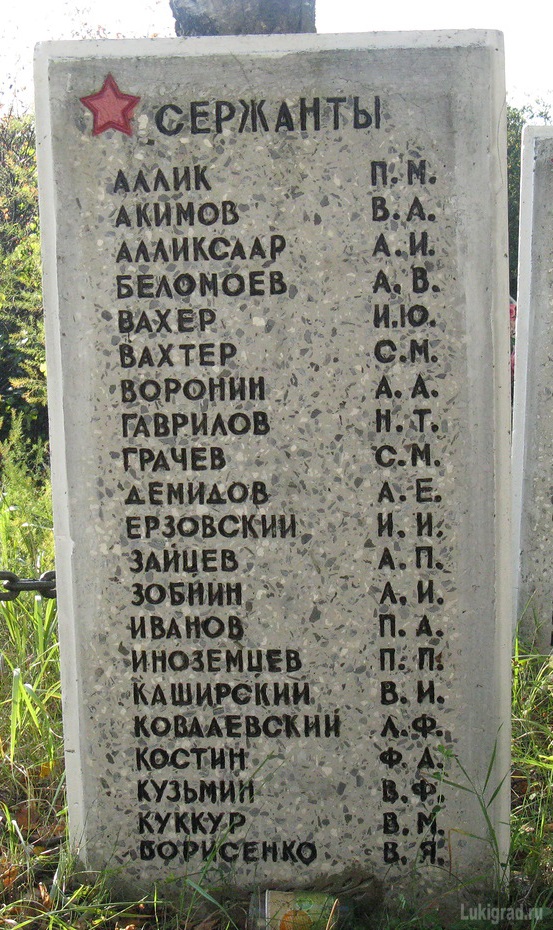 СЕРЖАНТЫ
АЛЛИК П.М.
АКИМОВ В.А.
АЛЛИКСААР А.И.
БЕЛОМОЕВ А.В.
ВАХЕР И.Ю.
ВАХТЕР С.М.
ВОРОНИН А.А.
ГАВРИЛОВ Н.Т.
ГРАЧЕВ С.М.
ДЕМИДОВ А.Е.
ЕРЗОВСКИЙ И.И.
ЗАЙЦЕВ А.П.
ЗОБНИН А.И.
ИВАНОВ П.А.
ИНОЗЕМЦЕВ П.П.
КАШИРСКИЙ В.И.
КОВАЛЕВСКИЙ Л.Ф.
КОСТИН Ф.А.
КУЗЬМИН В.Ф.
КУККУР В.М.
БОРИСЕНКО В.Я.
Lukigrad.ru